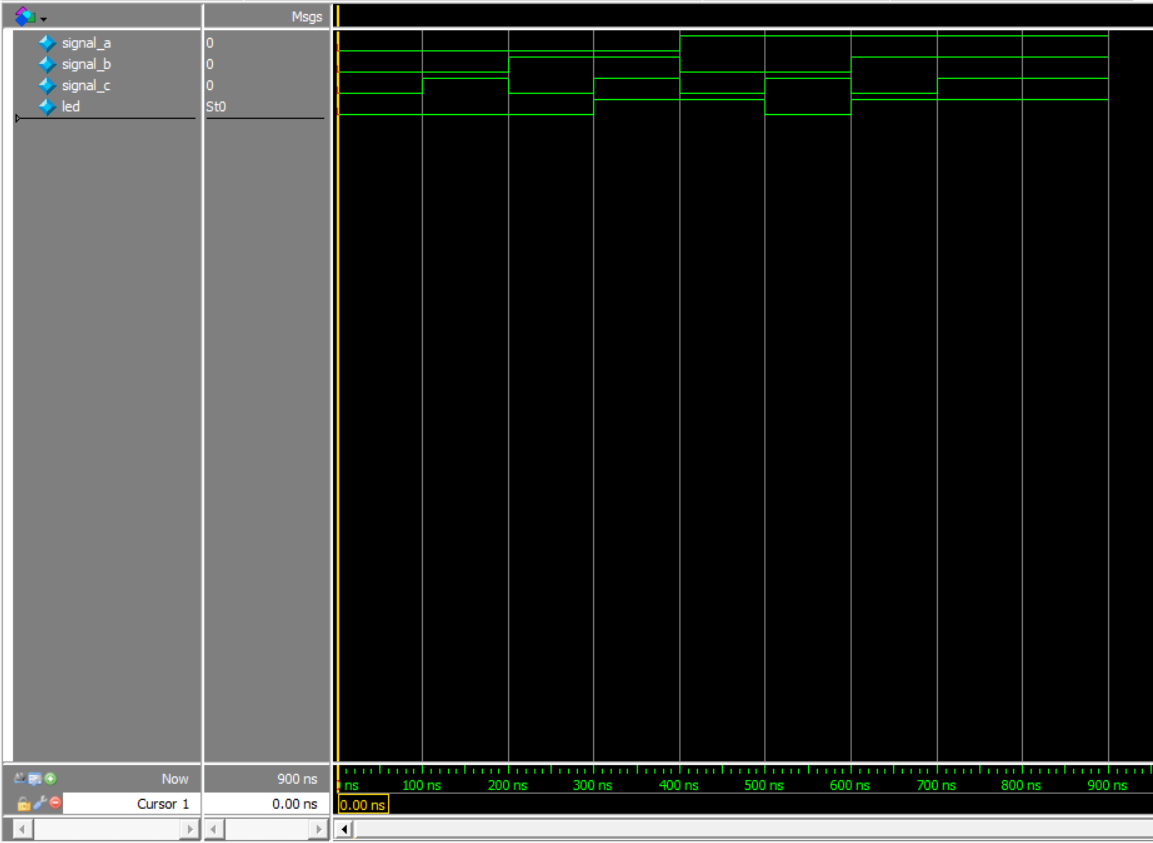 Msgs
signal_a 0
signal_b 0
signal_c 0
led St0
Now 900 ns
ns 100 ns 200 ns 300 ns 400 ns 500 ns 600 ns 700 ns 800 ns 900 ns
Cursor 1 0.00 ns 0.00 ns